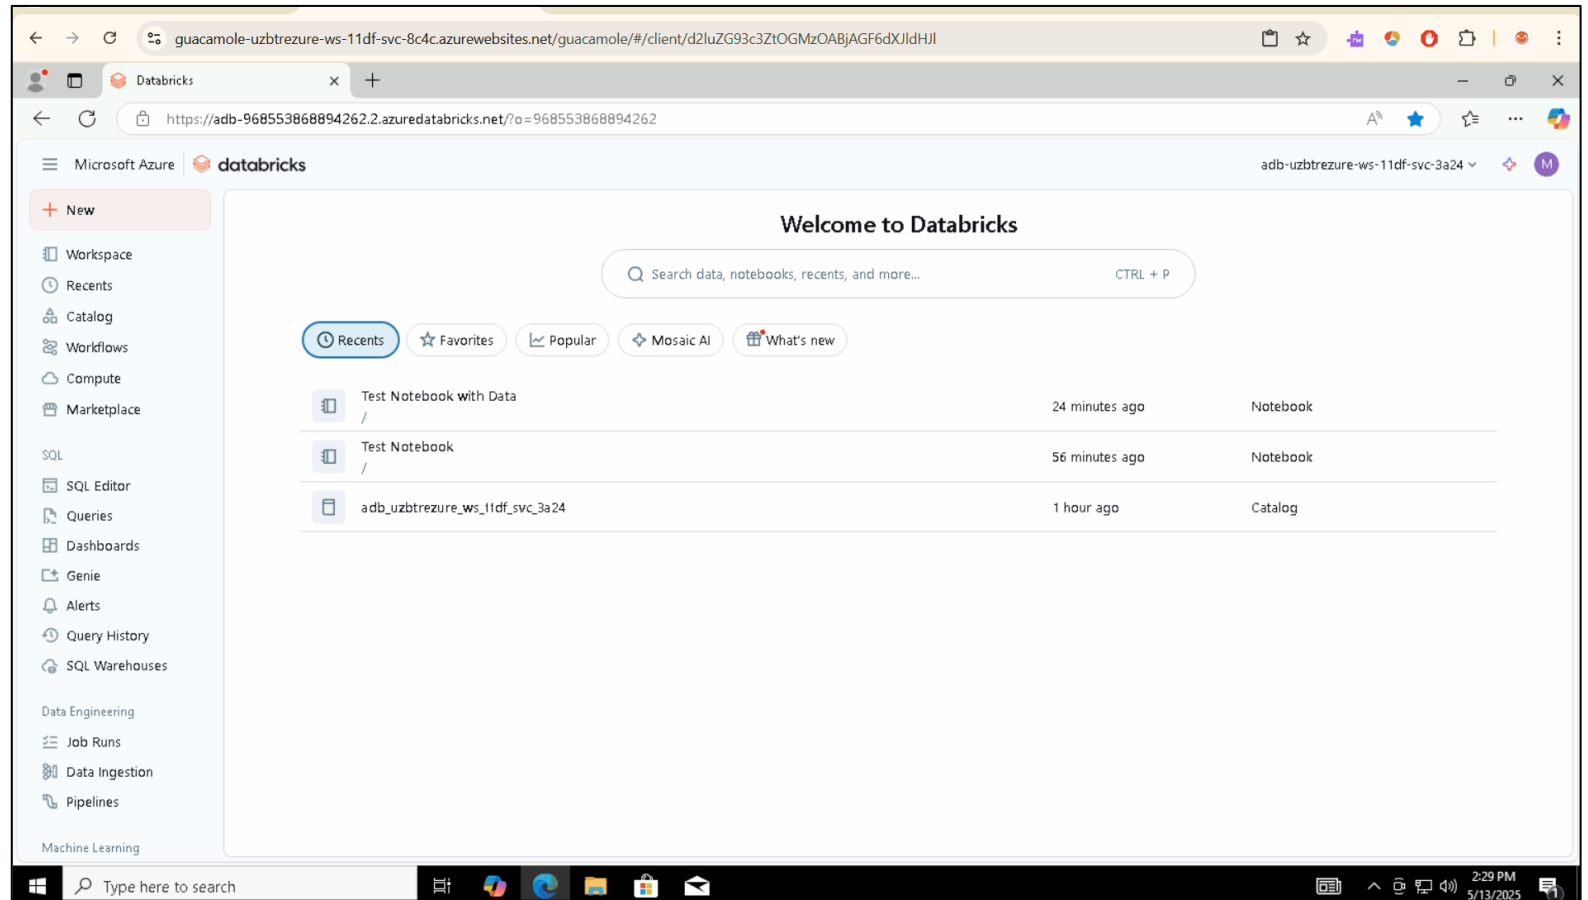 guacamole-uzbtrezure-ws-11df-svc-8c4c.azurewebsites.net/guacamole/#/client/d2luZG93c3ZtOGMzOABjAGF6dXJldHJl
Databricks
https://adb-968553868894262.2.azuredatabricks.net/?o=968553868894262
Microsoft Azure databricks
adb-uzbtrezure-ws-11df-svc-3a24
M
New
Workspace
Recents
Catalog
Workflows
Compute
Marketplace
SQL
SQL Editor
Queries
Dashboards
Genie
Alerts
Query History
SQL Warehouses
Data Engineering
Job Runs
Data Ingestion
Pipelines
Machine Learning
Welcome to Databricks
Search data, notebooks, recents, and more... CTRL + P
Recents Favorites Popular Mosaic AI What's new
Test Notebook with Data
/
24 minutes ago Notebook
Test Notebook
/
56 minutes ago Notebook
adb_uzbtrezure_ws_11df_svc_3a24 1 hour ago Catalog
Type here to search
2:29 PM
5/13/2025
1